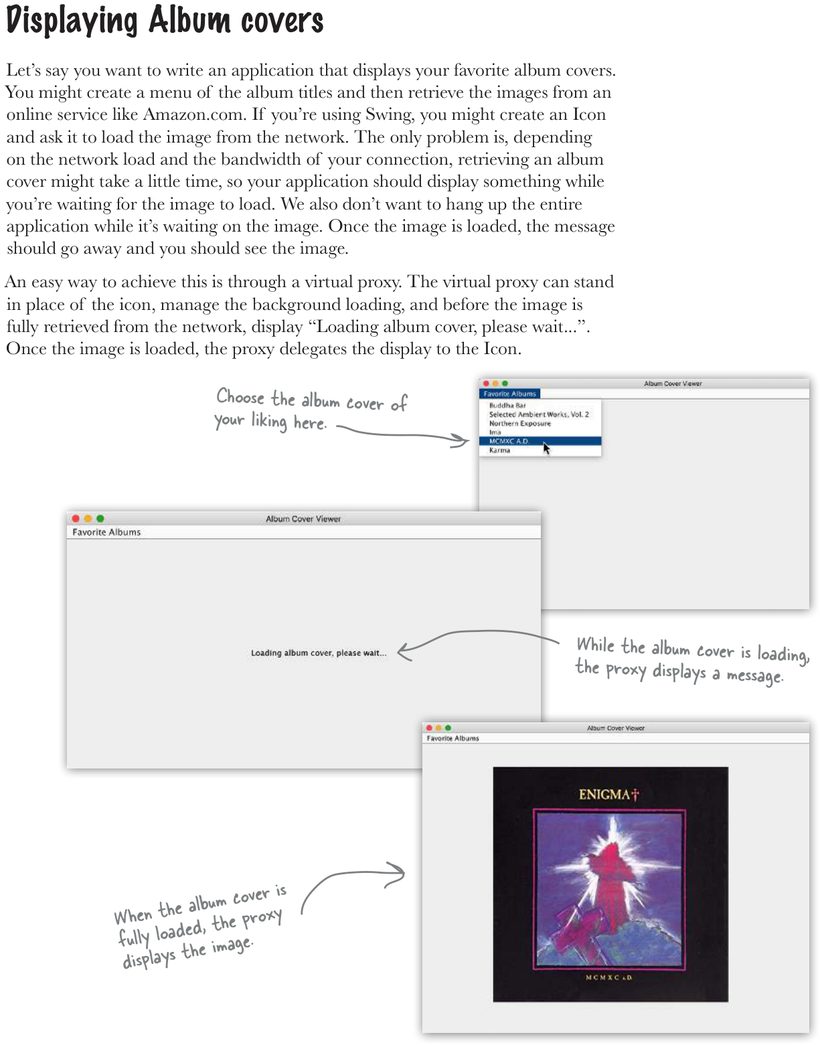 Displaying Album covers
Let's say you want to write an application that displays your favorite album covers.
You might create a menu of the album titles and then retrieve the images from an
online service like Amazon.com. If you're using Swing, you might create an Icon
and ask it to load the image from the network. The only problem is, depending
on the network load and the bandwidth of your connection, retrieving an album
cover might take a little time, so your application should display something while
you're waiting for the image to load. We also don't want to hang up the entire
application while it's waiting on the image. Once the image is loaded, the message
should go away and you should see the image.
An easy way to achieve this is through a virtual proxy. The virtual proxy can stand
in place of the icon, manage the background loading, and before the image is
fully retrieved from the network, display “Loading album cover, please wait...”.
Once the image is loaded, the proxy delegates the display to the Icon.
Choose the album cover of
your liking here.
Album Cover Viewer
Favorite Albums
Buddha Bar
Selected Ambient Works, Vol. 2
Northern Exposure
Ima
MCMXC A.D.
Karma
Album Cover Viewer
Favorite Albums
Loading album cover, please wait...
While the album cover is loading,
the proxy displays a message.
Album Cover Viewer
Favorite Albums
ENIGMA†
MCMXC a.D.
When the album cover is
fully loaded, the proxy
displays the image.